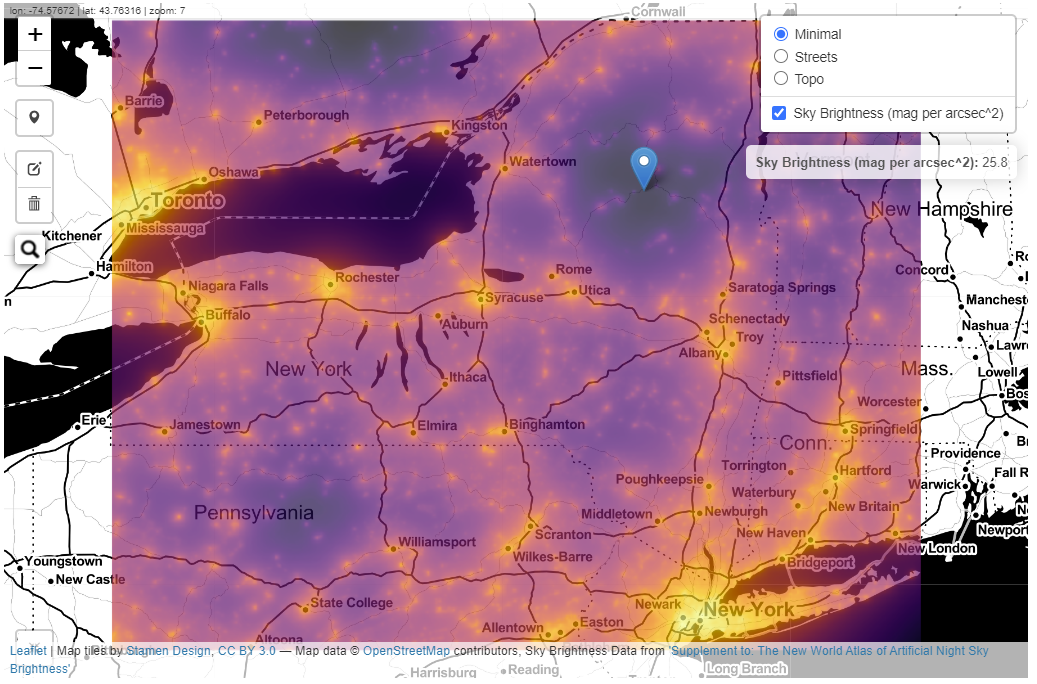 lon: -74.57672 | lat: 43.76316 | zoom: 7
Cornwall
+
−
Minimal
Streets
Topo
Sky Brightness (mag per arcsec^2)
Sky Brightness (mag per arcsec^2): 25.8
Barrie
Peterborough
Kingston
Watertown
Oshawa
Toronto
Mississauga
Kitchener
Hamilton
New Hampshire
Concord
Niagara Falls
Rochester
Rome
Utica
Syracuse
Saratoga Springs
Manchest
Buffalo
Auburn
Schenectady
Troy
Albany
Nashua
Lawre
New York
Ithaca
Pittsfield
Mass.
Lowell
Bos
Worcester
Erie
Jamestown
Elmira
Binghamton
Springfield
Conn.
Providence
Torrington
Hartford
Fall R
Warwick
Poughkeepsie
Waterbury
New Britain
Pennsylvania
Middletown
Newburgh
Newport
Scranton
New Haven
Williamsport
Wilkes-Barre
New London
Bridgeport
Youngstown
New Castle
State College
Newark
New York
Allentown
Easton
Altoona
Leaflet | Map tiles by Stamen Design, CC BY 3.0 — Map data © OpenStreetMap contributors, Sky Brightness Data from 'Supplement to: The New World Atlas of Artificial Night Sky
Brightness'
Harrisburg
Reading
Long Branch